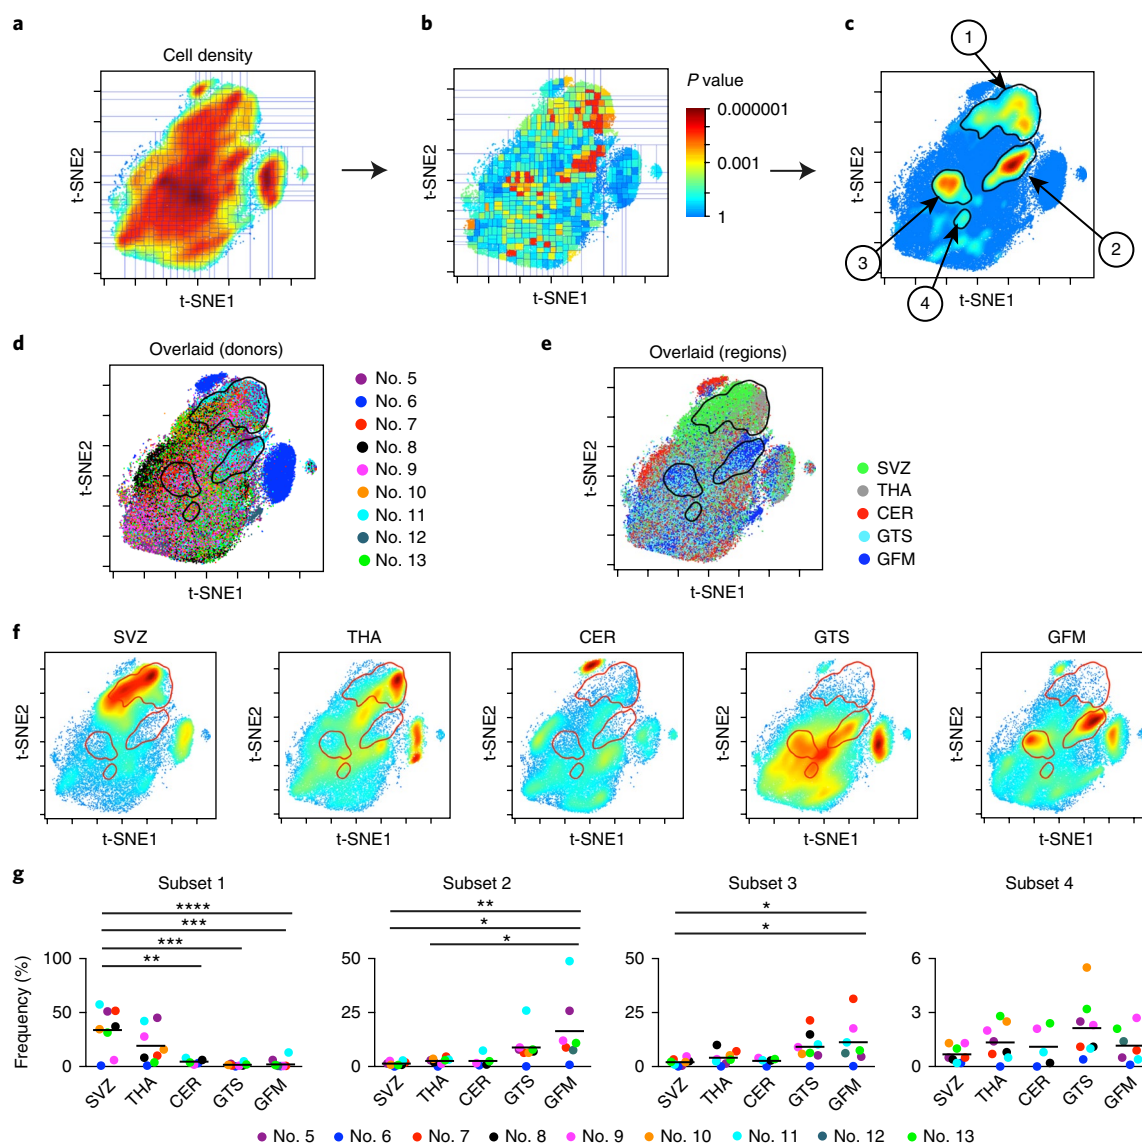 a
b
c
Cell density
P value
0.000001
0.001
1
t-SNE2
t-SNE1
t-SNE2
t-SNE1
t-SNE2
t-SNE1
1
2
3
4
d
Overlaid (donors)
t-SNE2
t-SNE1
No. 5
No. 6
No. 7
No. 8
No. 9
No. 10
No. 11
No. 12
No. 13
e
Overlaid (regions)
t-SNE2
t-SNE1
SVZ
THA
CER
GTS
GFM
f
SVZ
THA
CER
GTS
GFM
t-SNE2
t-SNE2
t-SNE2
t-SNE2
t-SNE2
t-SNE1
t-SNE1
t-SNE1
t-SNE1
t-SNE1
g
Subset 1
****
***
***
**
Frequency (%)
100
50
0
SVZ THA CER GTS GFM
Subset 2
**
*
*
50
25
0
SVZ THA CER GTS GFM
Subset 3
*
*
50
25
0
SVZ THA CER GTS GFM
Subset 4
6
3
0
SVZ THA CER GTS GFM
No. 5 No. 6 No. 7 No. 8 No. 9 No. 10 No. 11 No. 12 No. 13